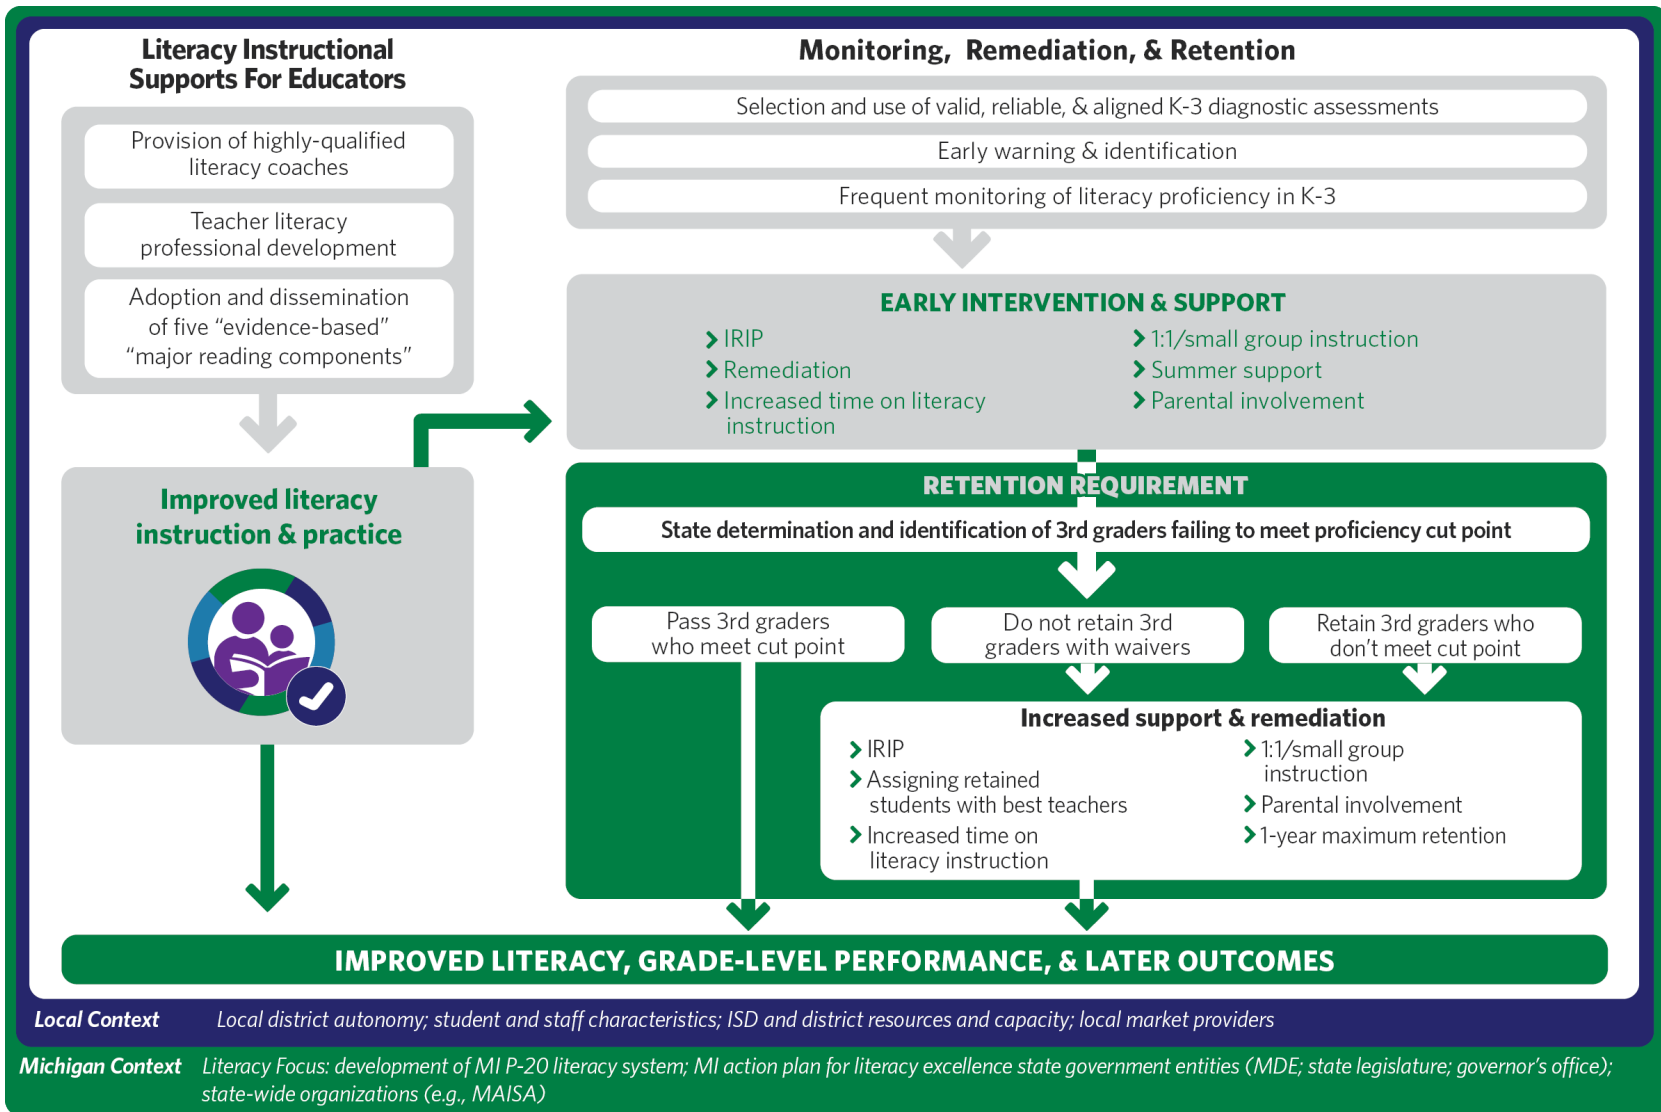 Literacy Instructional
Supports For Educators
Provision of highly-qualified
literacy coaches
Teacher literacy
professional development
Adoption and dissemination
of five “evidence-based”
“major reading components”
Improved literacy
instruction & practice
Monitoring, Remediation, & Retention
Selection and use of valid, reliable, & aligned K-3 diagnostic assessments
Early warning & identification
Frequent monitoring of literacy proficiency in K-3
EARLY INTERVENTION & SUPPORT
IRIP
Remediation
Increased time on literacy
instruction
1:1/small group instruction
Summer support
Parental involvement
RETENTION REQUIREMENT
State determination and identification of 3rd graders failing to meet proficiency cut point
Pass 3rd graders
who meet cut point
Do not retain 3rd
graders with waivers
Retain 3rd graders who
don’t meet cut point
Increased support & remediation
IRIP
Assigning retained
students with best teachers
Increased time on
literacy instruction
1:1/small group
instruction
Parental involvement
1-year maximum retention
IMPROVED LITERACY, GRADE-LEVEL PERFORMANCE, & LATER OUTCOMES
Local Context Local district autonomy; student and staff characteristics; ISD and district resources and capacity; local market providers
Michigan Context Literacy Focus: development of MI P-20 literacy system; MI action plan for literacy excellence state government entities (MDE; state legislature; governor’s office);
state-wide organizations (e.g., MAISA)